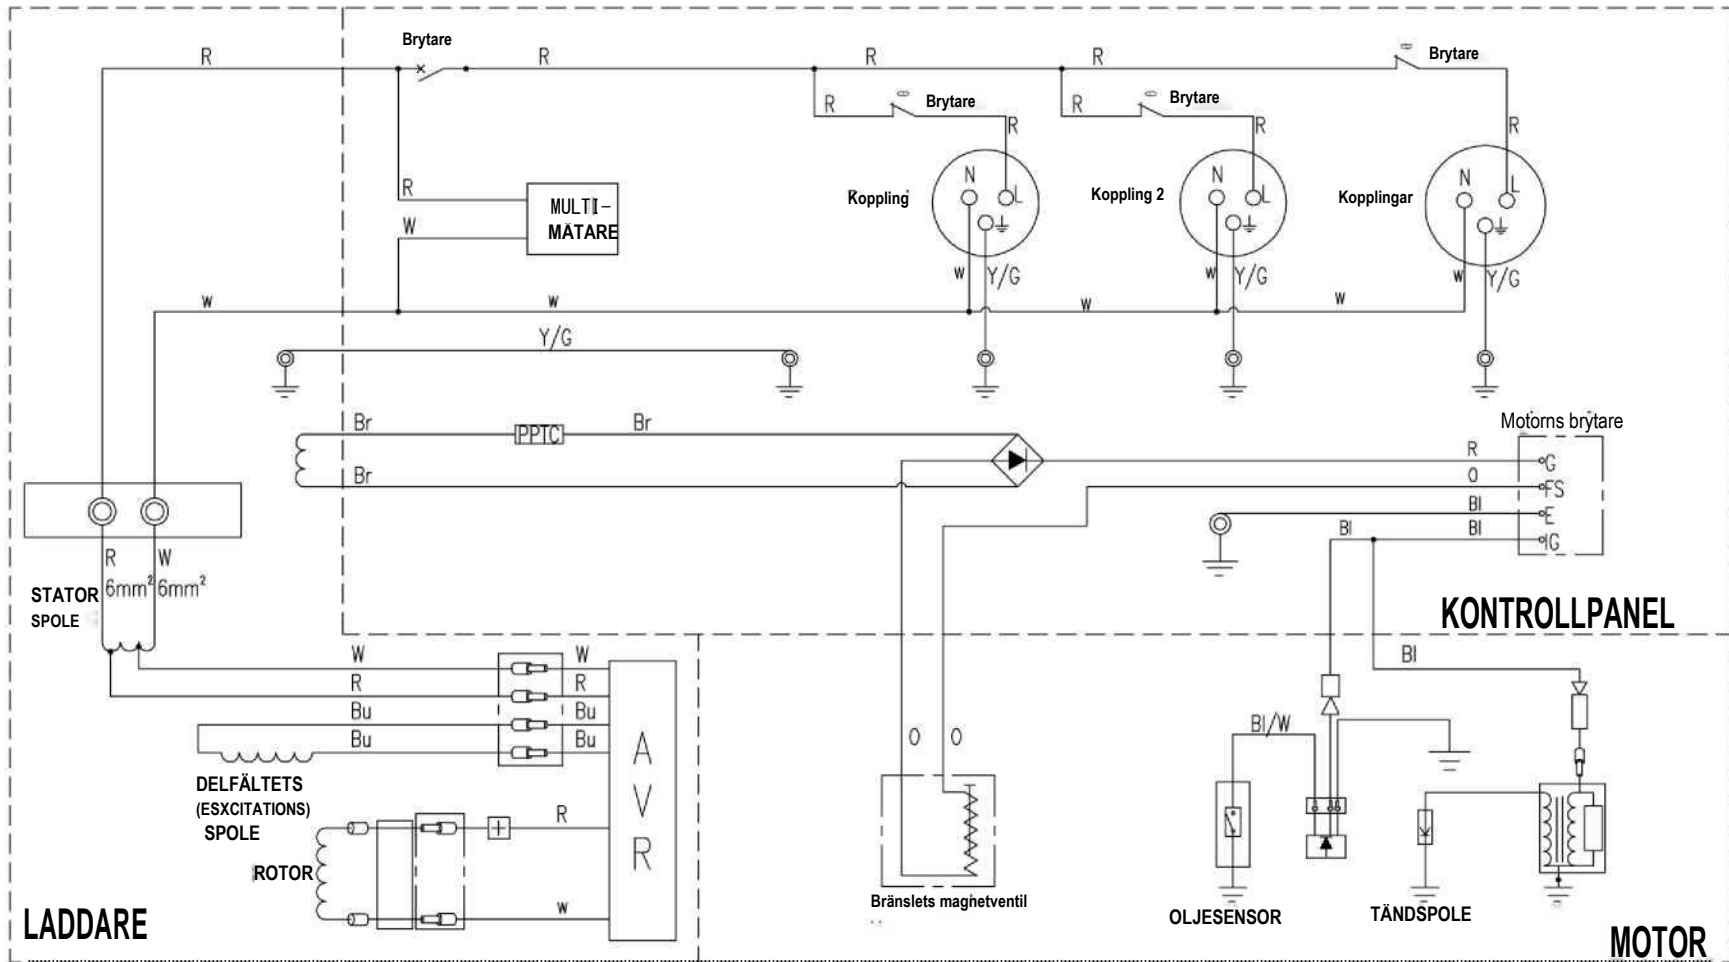 Brytare
R
R
R
R
Brytare
R
Brytare
R
Brytare
R
R
R
N
L
N
L
N
L
Koppling
Koppling 2
Kopplingar
R
W
MULTI-
MÄTARE
W
Y/G
W
Y/G
W
Y/G
W
W
W
W
Y/G
Br
PPTC
Br
Br
Motorns brytare
R
G
O
FS
Bl
E
Bl
Bl
IG
R
W
6mm²
6mm²
STATOR
SPOLE
KONTROLLPANEL
W
W
R
R
Bu
Bu
Bu
Bu
AVR
DELFÄLTETS
(ESXCITATIONS)
SPOLE
ROTOR
+
R
W
LADDARE
O
O
Bränslets magnetventil
Bl
Bl/W
OLJESENSOR
TÄNDSPOLE
MOTOR